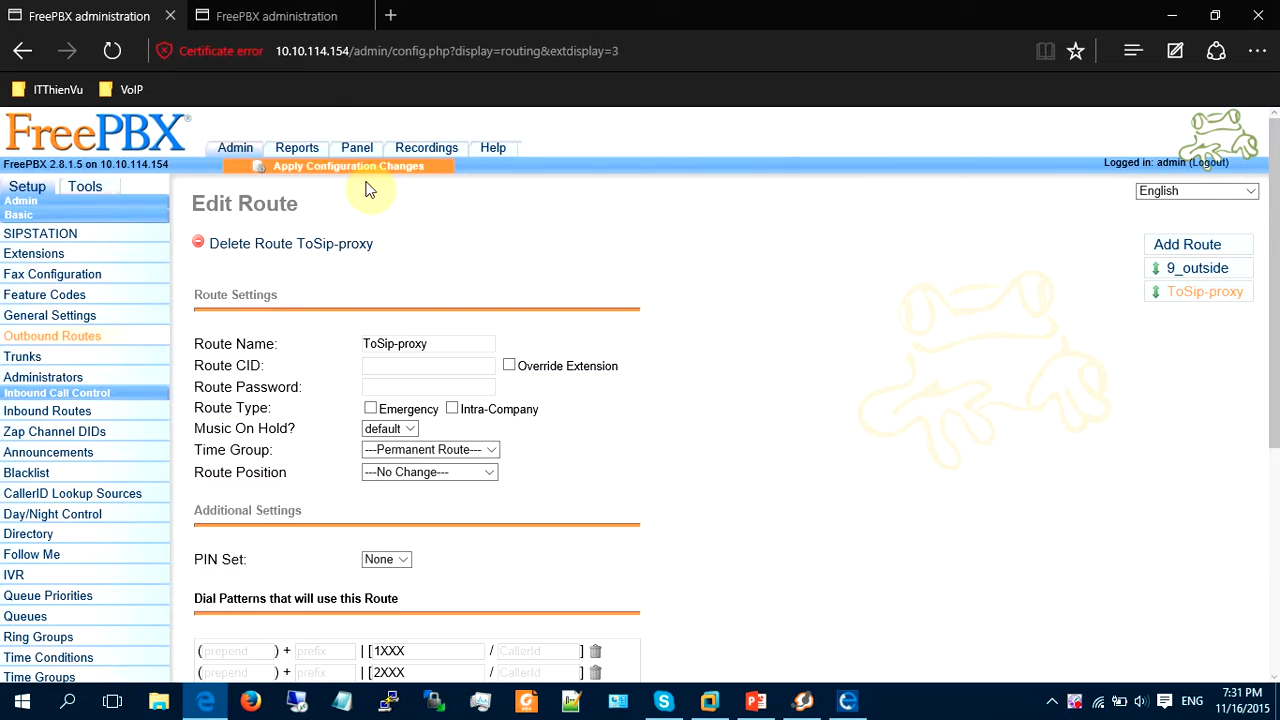 FreePBX administration
FreePBX administration
Certificate error
10.10.114.154/admin/config.php?display=routing&extdisplay=3
ITThienVu
VoIP
FreePBX®
Admin
Reports
Panel
Recordings
Help
FreePBX 2.8.1.5 on 10.10.114.154
Apply Configuration Changes
Logged in: admin (Logout)
Setup
Tools
English
Admin
Basic
SIPSTATION
Extensions
Fax Configuration
Feature Codes
General Settings
Outbound Routes
Trunks
Administrators
Inbound Call Control
Inbound Routes
Zap Channel DIDs
Announcements
Blacklist
CallerID Lookup Sources
Day/Night Control
Directory
Follow Me
IVR
Queue Priorities
Queues
Ring Groups
Time Conditions
Time Groups
Edit Route
Delete Route ToSip-proxy
Route Settings
Route Name: ToSip-proxy
Route CID: Override Extension
Route Password:
Route Type: Emergency Intra-Company
Music On Hold? default
Time Group: ---Permanent Route---
Route Position ---No Change---
Additional Settings
PIN Set: None
Dial Patterns that will use this Route
(prepend ) + prefix | [1XXX / CallerId ]
(prepend ) + prefix | [2XXX / CallerId ]
Add Route
9_outside
ToSip-proxy
ENG
7:31 PM
11/16/2015